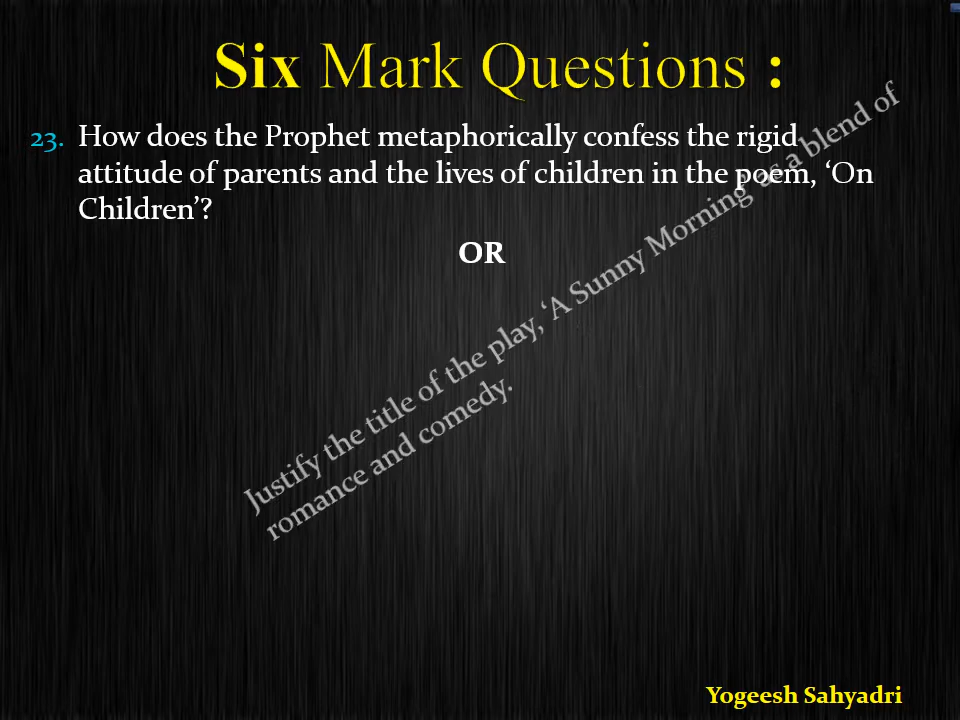 Six Mark Questions :
23. How does the Prophet metaphorically confess the rigid
attitude of parents and the lives of children in the poem, ‘On
Children’?
OR
Justify the title of the play, ‘A Sunny Morning’ as a blend of
romance and comedy.
Yogeesh Sahyadri